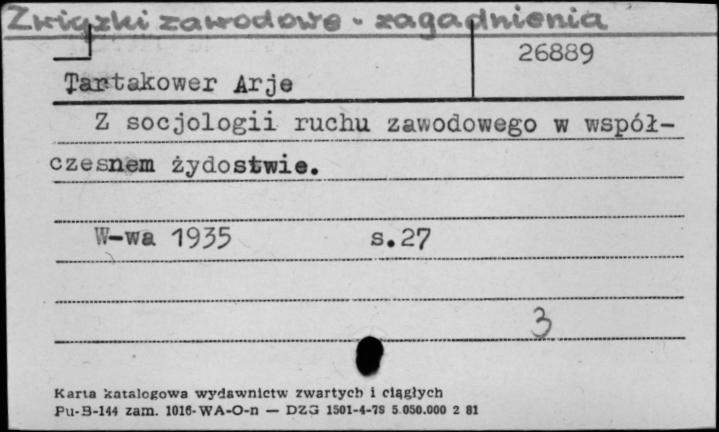 Związki zawodowe - zagadnienia
26889
Tartakower Arje
Z socjologii ruchu zawodowego w współ-
czesnem żydostwie.
W-wa 1935 s.27
3
Karta katalogowa wydawnictw zwartych i ciągłych
Pu-B-144 zam. 1016-WA-O-n — DZG 1501-4-78 5.050.000 2 81